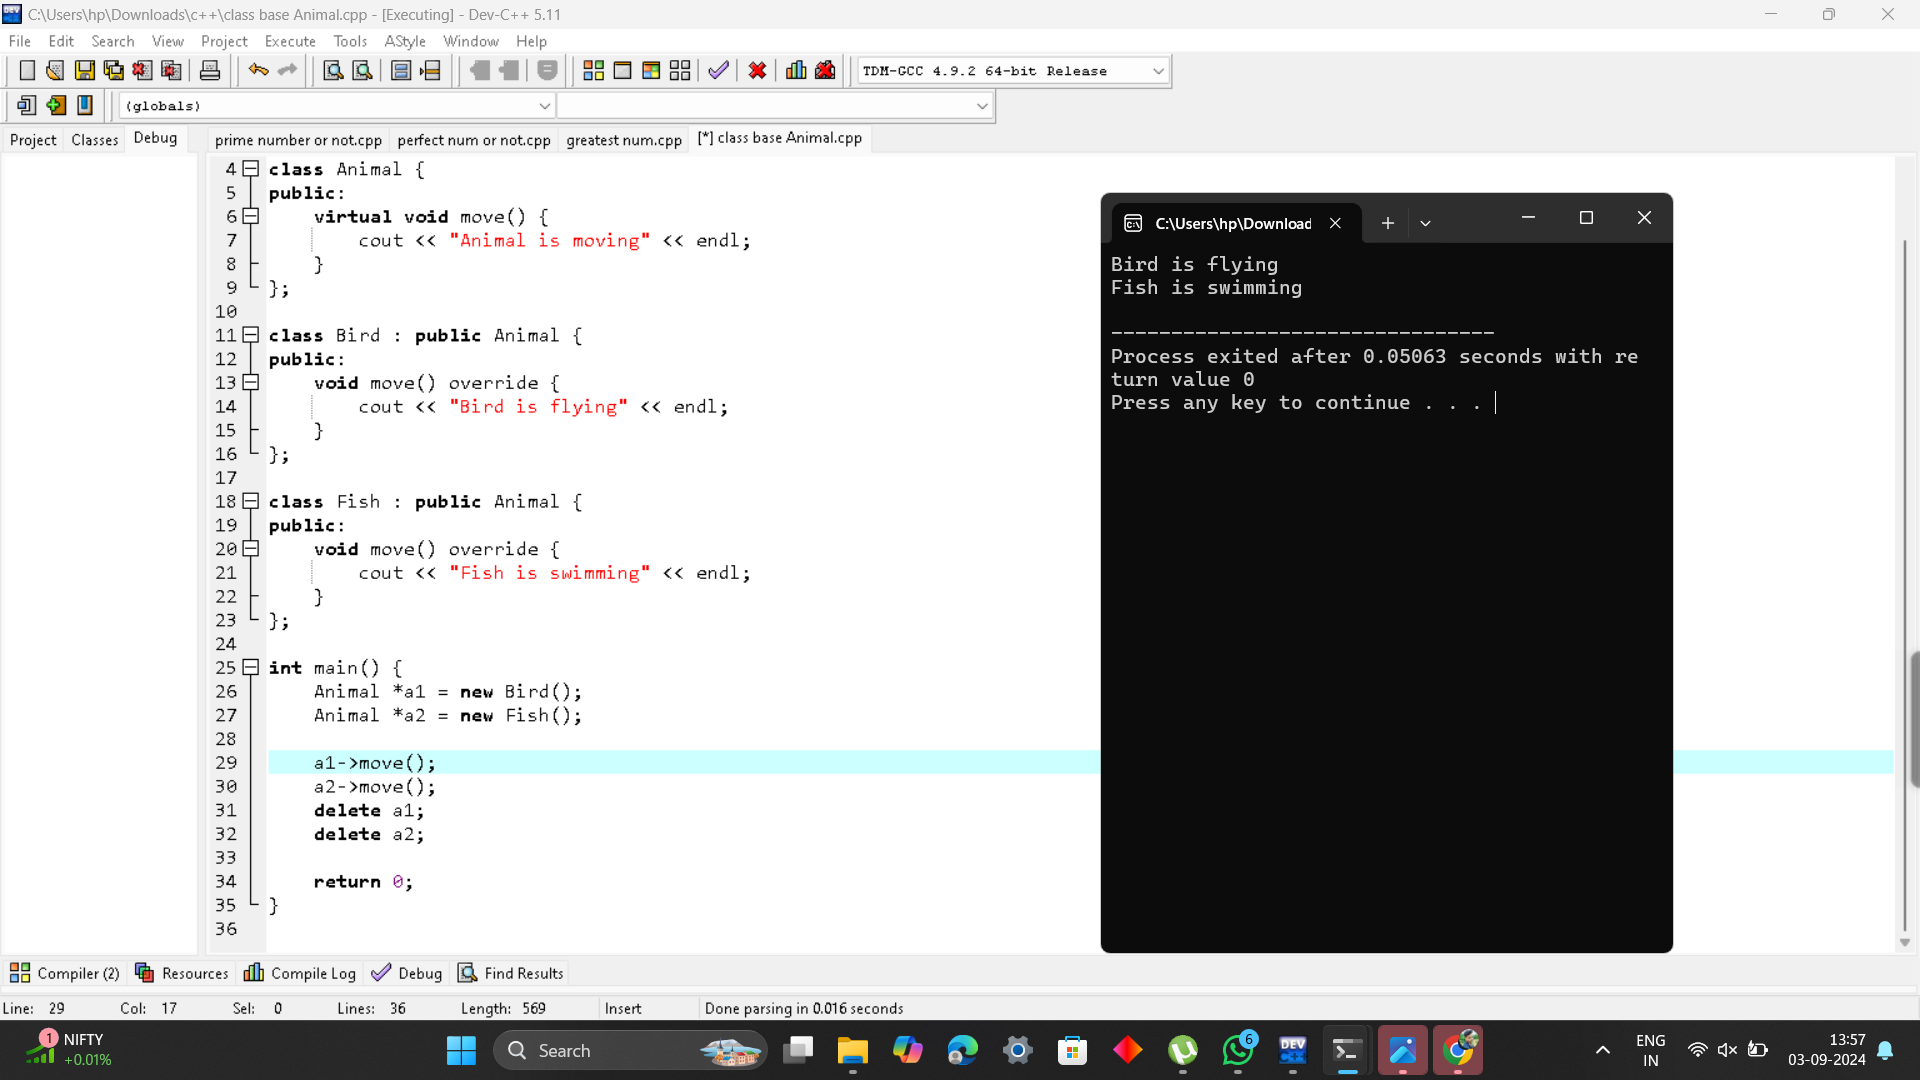 C:\Users\hp\Downloads\c++\class base Animal.cpp - [Executing] - Dev-C++ 5.11
File Edit Search View Project Execute Tools AStyle Window Help
TDM-GCC 4.9.2 64-bit Release
(globals)
Project Classes Debug
prime number or not.cpp perfect num or not.cpp greatest num.cpp [*] class base Animal.cpp
4 class Animal {
5 public:
6 virtual void move() {
7 cout << "Animal is moving" << endl;
8 }
9 };
10
11 class Bird : public Animal {
12 public:
13 void move() override {
14 cout << "Bird is flying" << endl;
15 }
16 };
17
18 class Fish : public Animal {
19 public:
20 void move() override {
21 cout << "Fish is swimming" << endl;
22 }
23 };
24
25 int main() {
26 Animal *a1 = new Bird();
27 Animal *a2 = new Fish();
28
29 a1->move();
30 a2->move();
31 delete a1;
32 delete a2;
33
34 return 0;
35 }
36
C:\Users\hp\Download
Bird is flying
Fish is swimming
--------------------------------
Process exited after 0.05063 seconds with re
turn value 0
Press any key to continue . . .
Compiler (2) Resources Compile Log Debug Find Results
Line: 29 Col: 17 Sel: 0 Lines: 36 Length: 569 Insert Done parsing in 0.016 seconds
1 NIFTY
+0.01%
Search
6
DEV
ENG
IN
13:57
03-09-2024